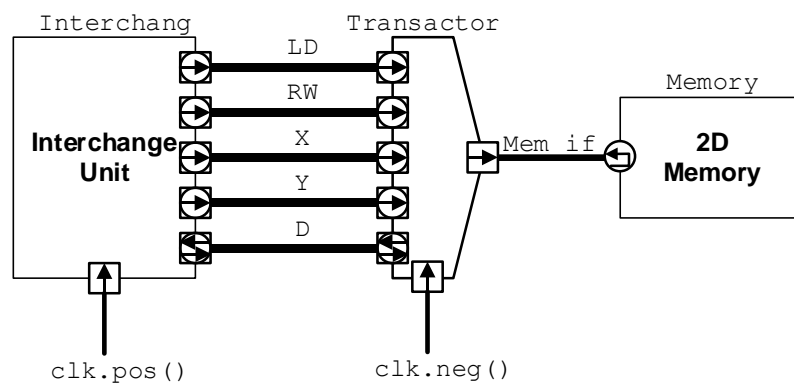 Interchang
Transactor
LD
Memory
RW
X
Interchange
Unit
Mem if
2D
Memory
Y
D
clk.pos()
clk.neg()